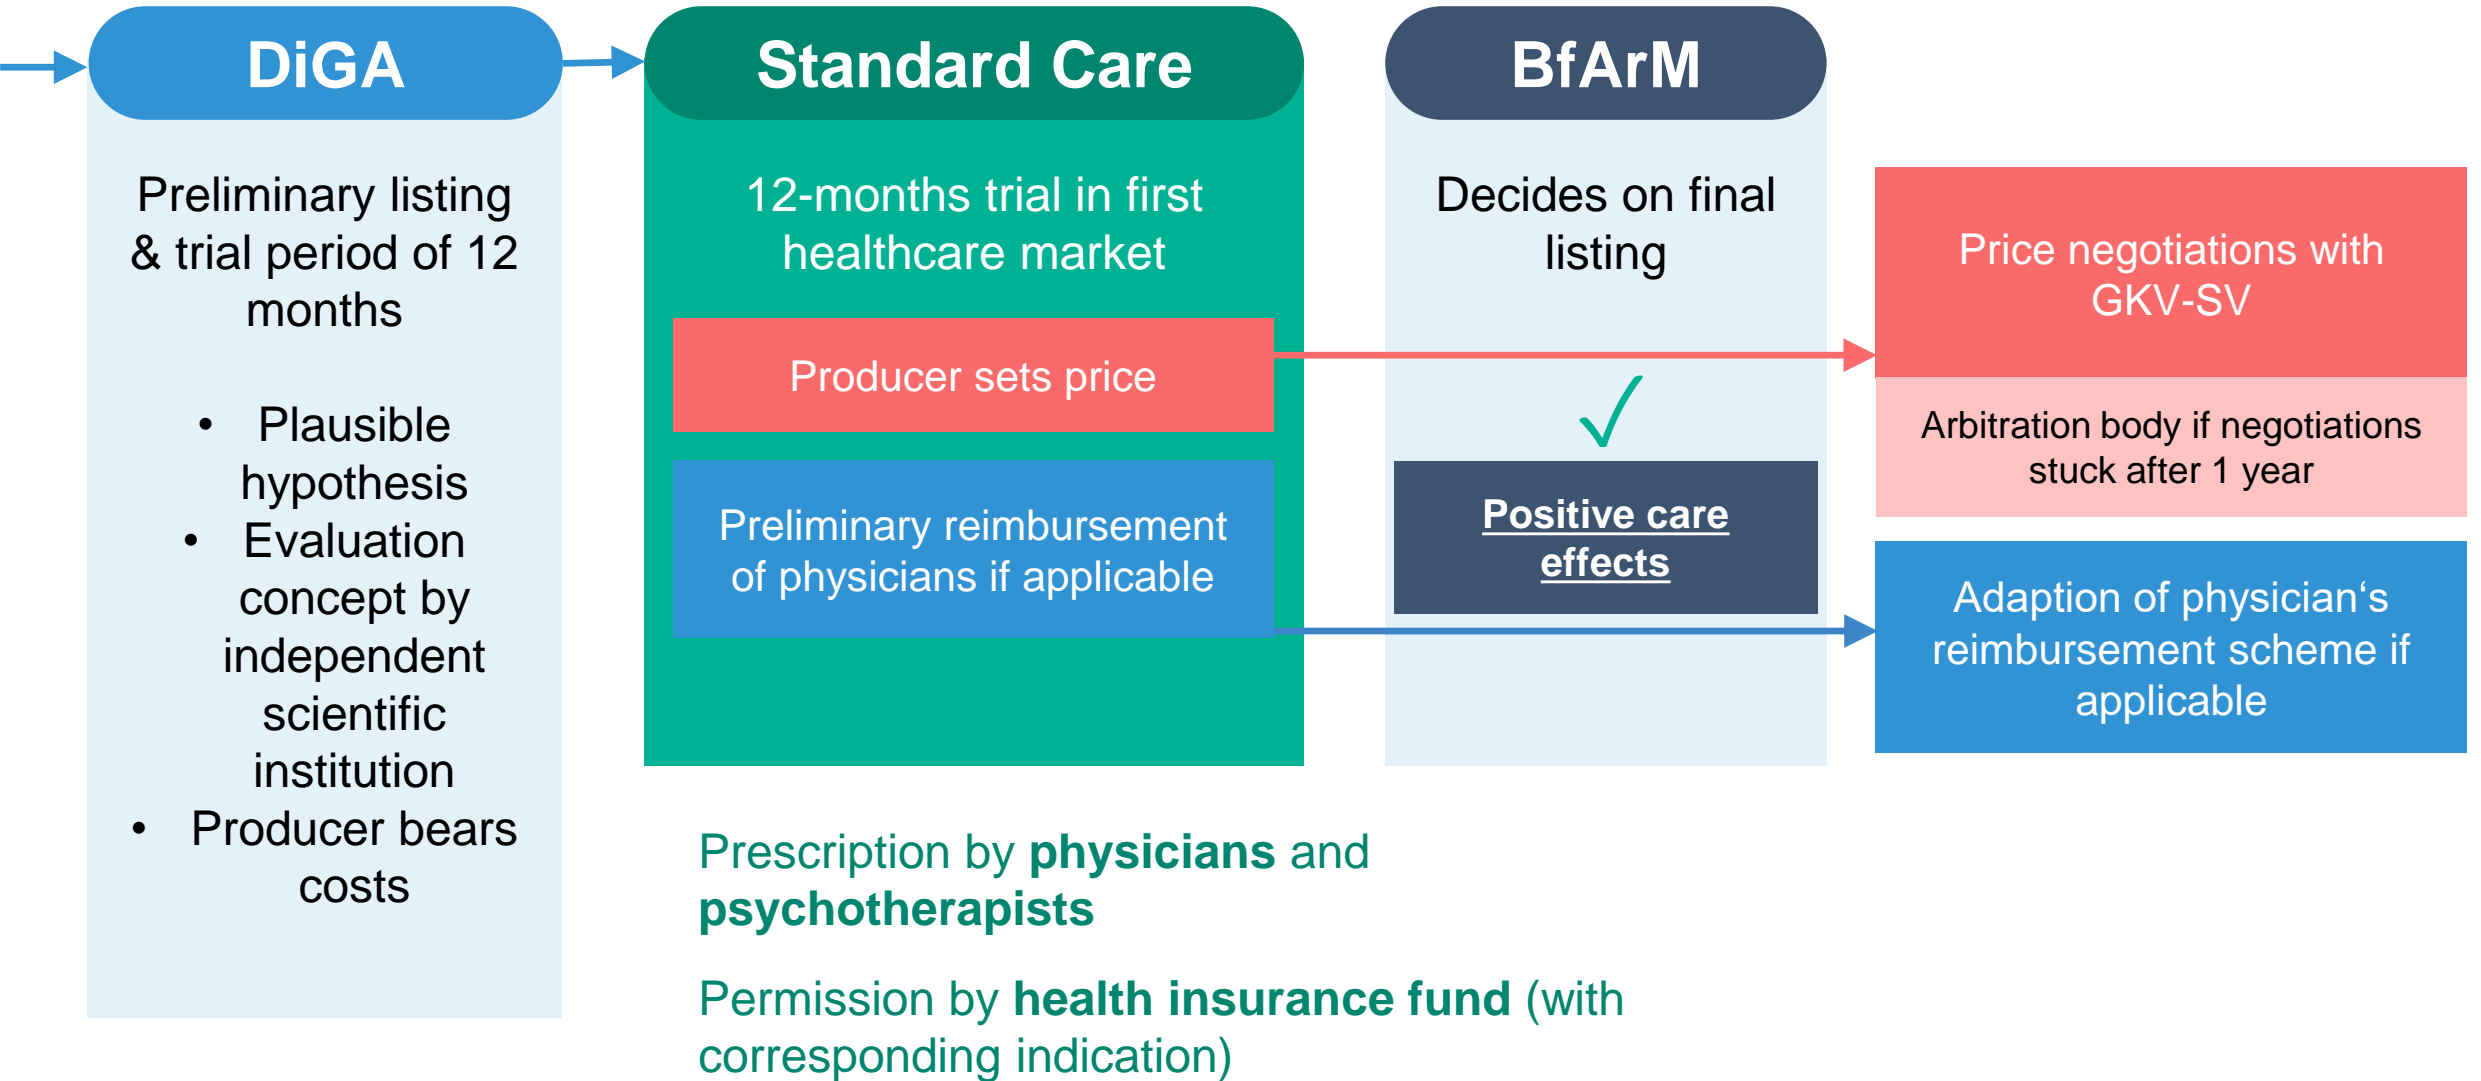 DiGA
Preliminary listing
& trial period of 12
months
• Plausible
hypothesis
• Evaluation
concept by
independent
scientific
institution
• Producer bears
costs
Standard Care
12-months trial in first
healthcare market
Producer sets price
Preliminary reimbursement
of physicians if applicable
Prescription by physicians and
psychotherapists
Permission by health insurance fund (with
corresponding indication)
BfArM
Decides on final
listing
✓
Positive care
effects
Price negotiations with
GKV-SV
Arbitration body if negotiations
stuck after 1 year
Adaption of physician‘s
reimbursement scheme if
applicable